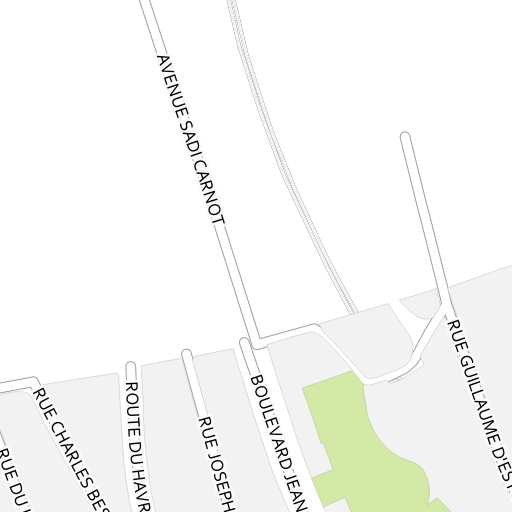 AVENUE SADI CARNOT
RUE GUILLAUME D'EST
BOULEVARD JEAN
ROUTE DU HAVR
RUE CHARLES BES
RUE JOSEPH
RUE DU